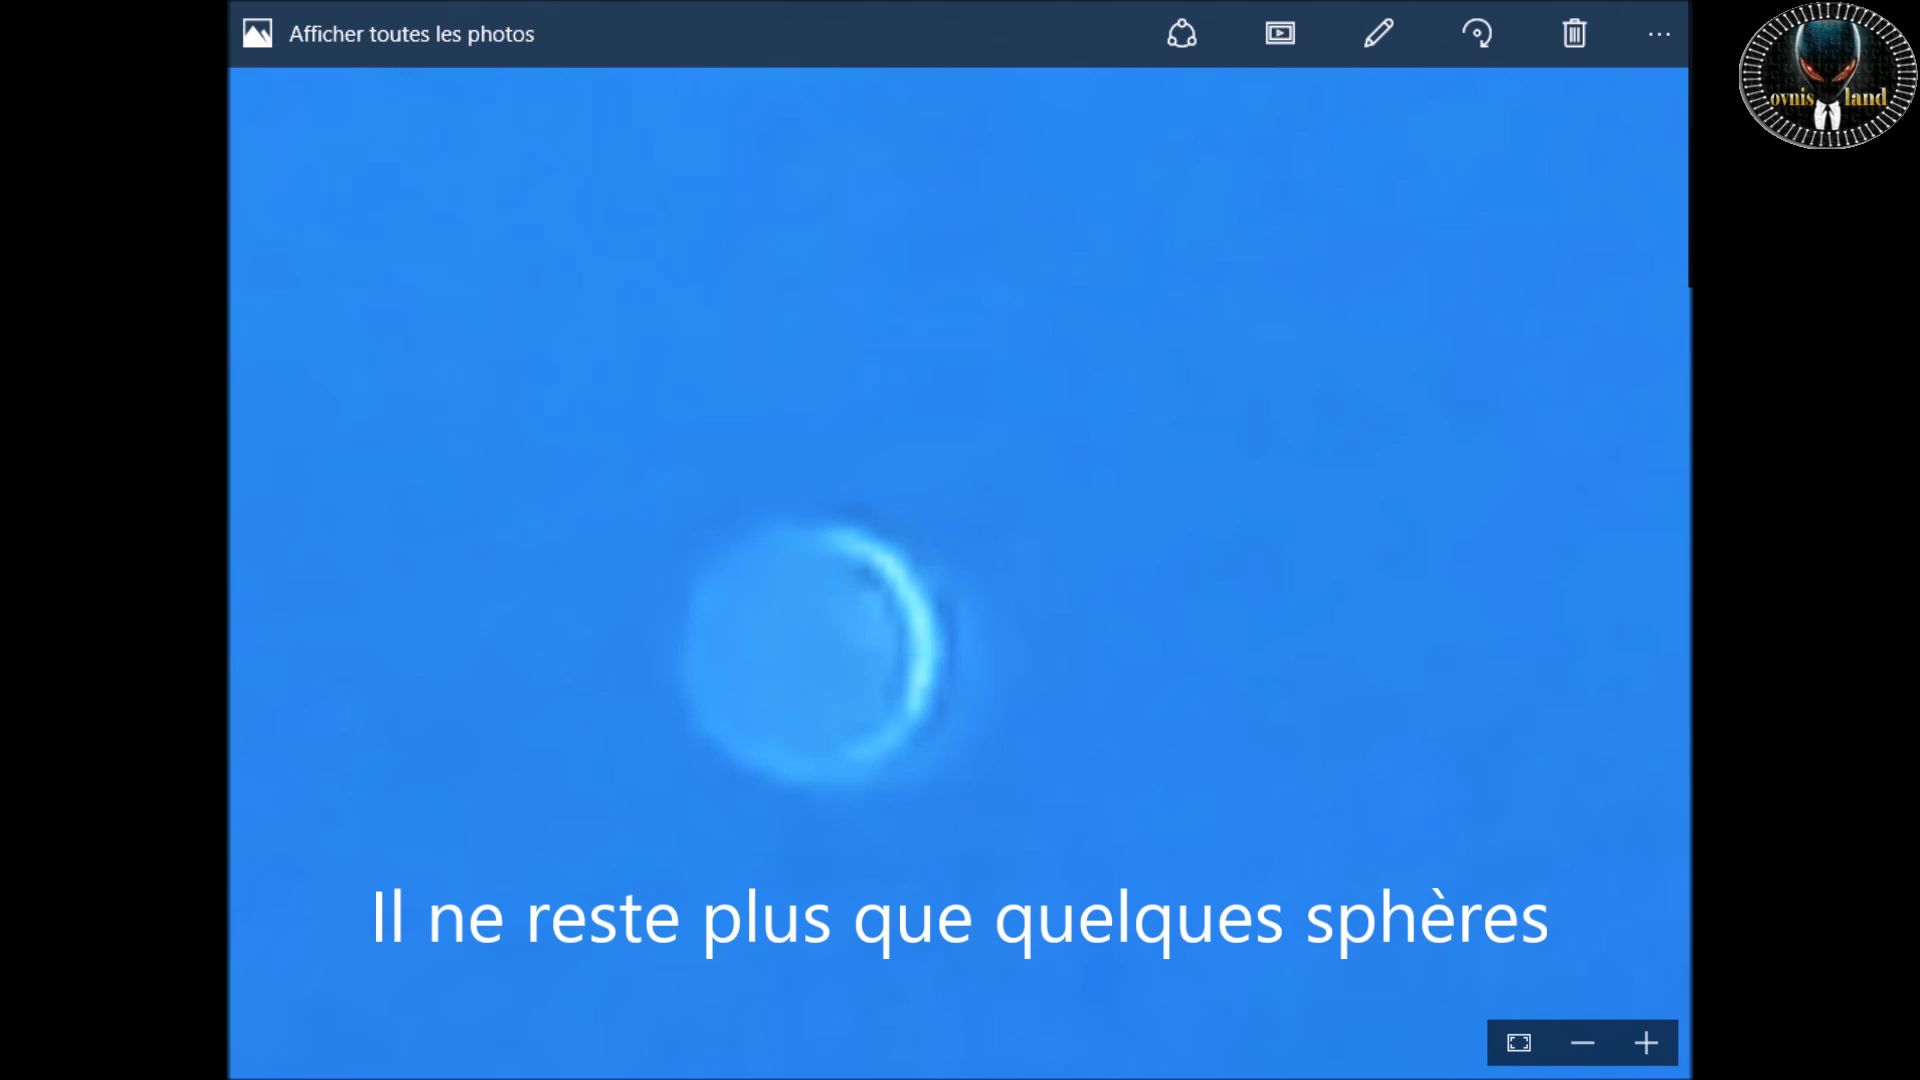 Afficher toutes les photos
ovnis land
Il ne reste plus que quelques sphères